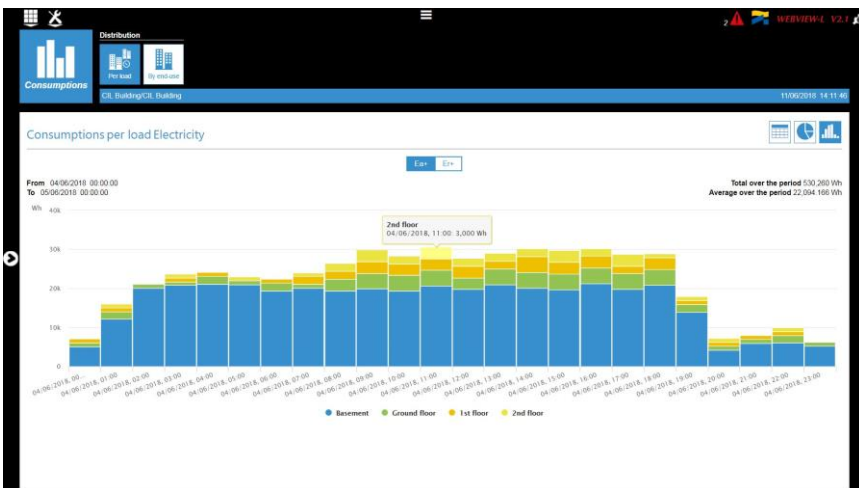 2
WEBVIEW-L V2.1
Distribution
Consumptions
Per load
By end-use
CIL Building/CIL Building
11/06/2018 14:11:46
Consumptions per load Electricity
Ea+ Er+
From 04/06/2018 00:00:00
To 05/06/2018 00:00:00
Total over the period 530,260 Wh
Average over the period 22,094.166 Wh
Wh
40k
30k
20k
10k
0
2nd floor
04/06/2018, 11:00: 3,000 Wh
04/06/2018, 00...
04/06/2018, 01:00
04/06/2018, 02:00
04/06/2018, 03:00
04/06/2018, 04:00
04/06/2018, 05:00
04/06/2018, 06:00
04/06/2018, 07:00
04/06/2018, 08:00
04/06/2018, 09:00
04/06/2018, 10:00
04/06/2018, 11:00
04/06/2018, 12:00
04/06/2018, 13:00
04/06/2018, 14:00
04/06/2018, 15:00
04/06/2018, 16:00
04/06/2018, 17:00
04/06/2018, 18:00
04/06/2018, 19:00
04/06/2018, 20:00
04/06/2018, 21:00
04/06/2018, 22:00
04/06/2018, 23:00
Basement Ground floor 1st floor 2nd floor